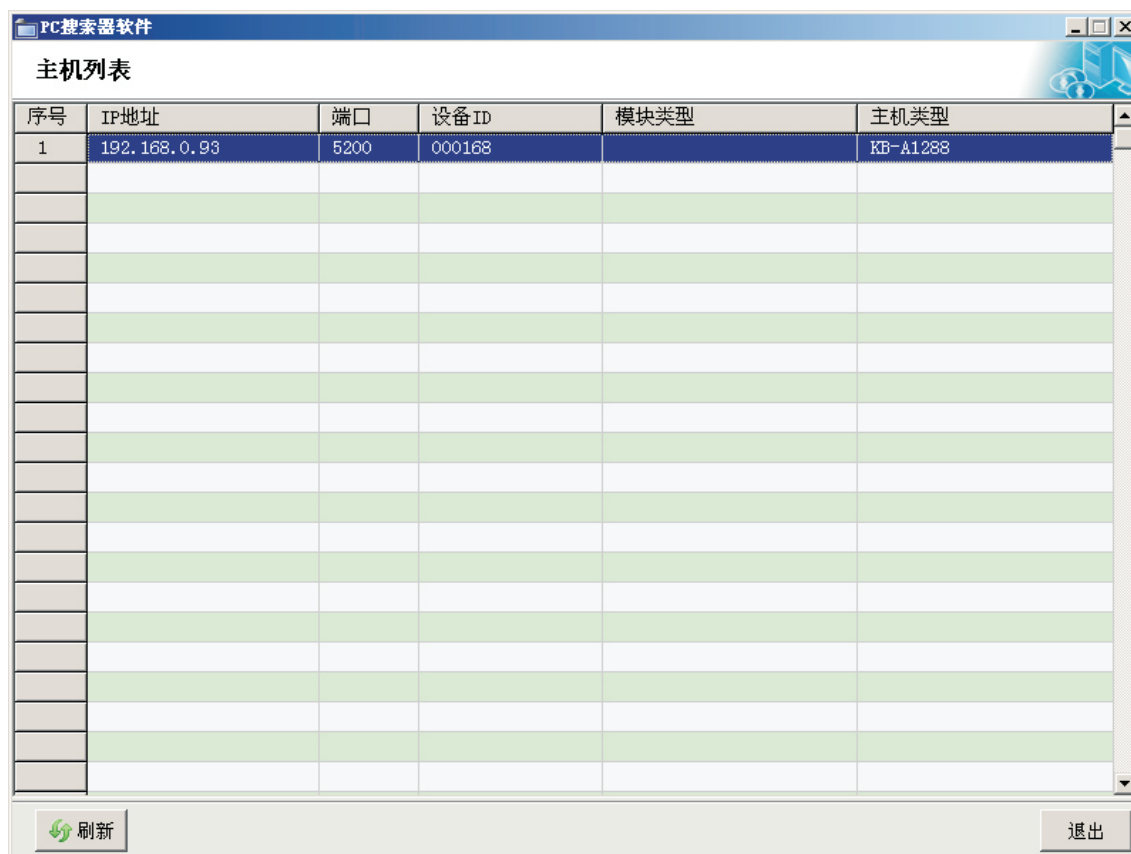 PC搜索器软件
主机列表
序号 IP地址 端口 设备ID 模块类型 主机类型
1 192.168.0.93 5200 000168 KB-A1288
刷新 退出